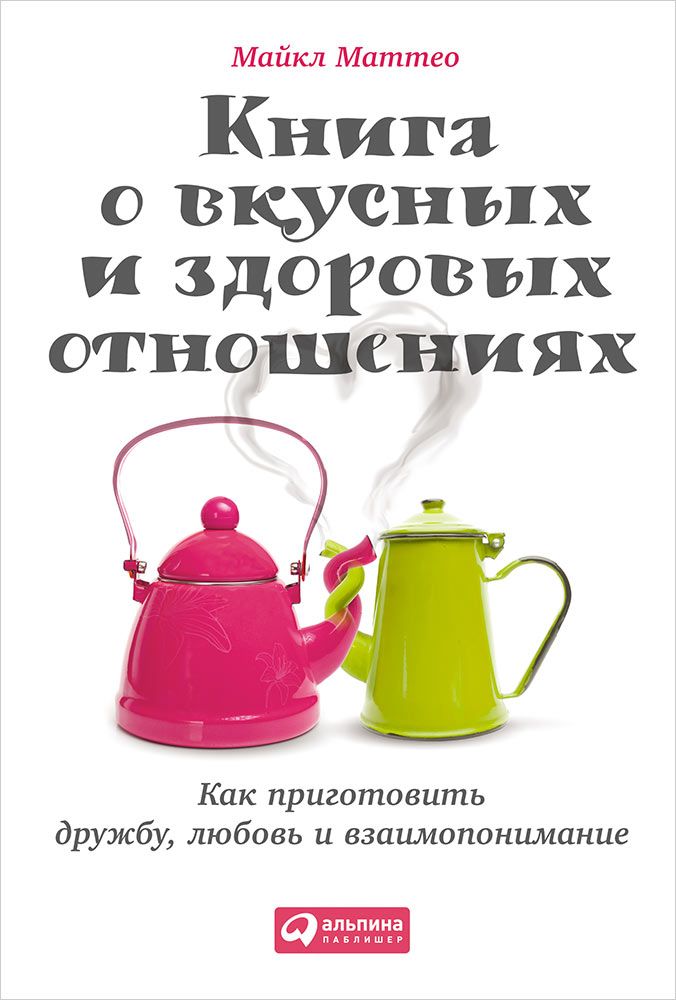 Майкл Маттео
Книга
о вкусных
и здоровых
отношениях
Как приготовить
дружбу, любовь и взаимопонимание
альпина
ПАБЛИШЕР